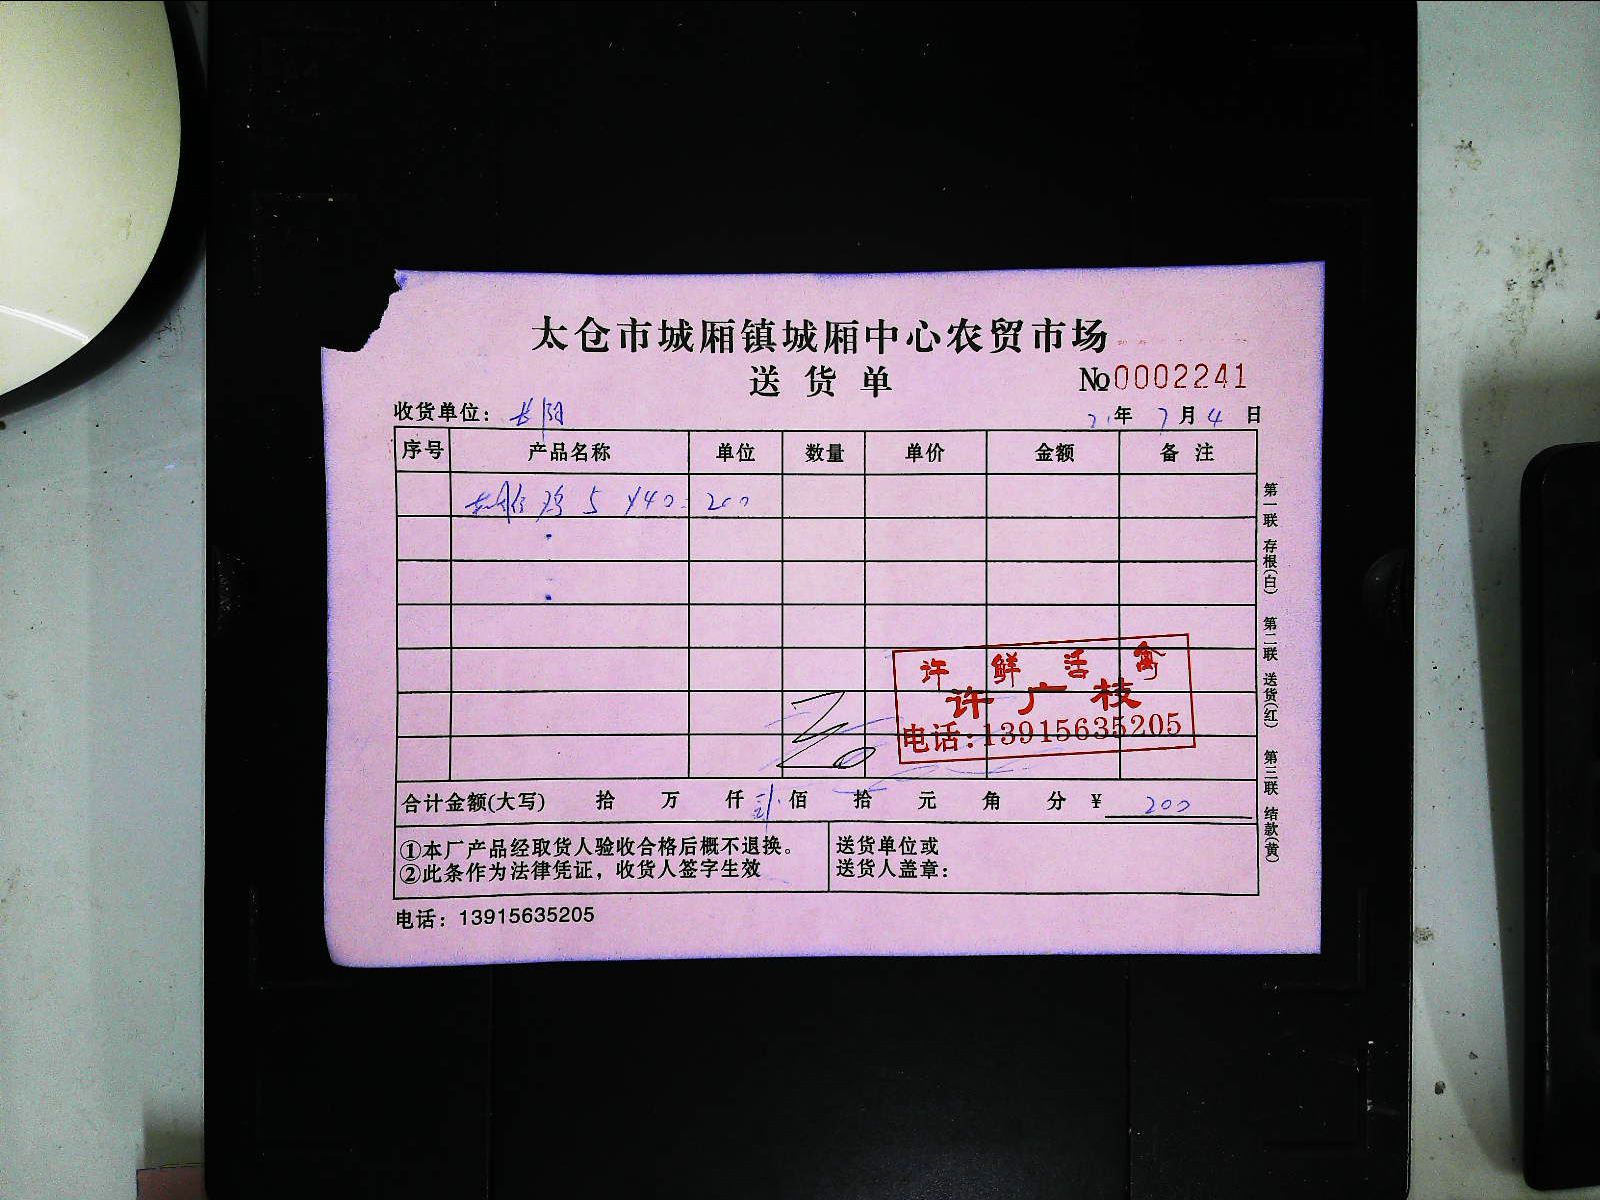 太仓市城厢镇城厢中心农贸市场
送货单 №0002241
收货单位: 长阳 21年 7月 4日
序号 产品名称 单位 数量 单价 金额 备注
鸡 5 ¥40 200
许鲜活禽
许广枝
电话:13915635205
合计金额(大写) 拾 万 仟 佰 拾 元 角 分 ¥ 200
①本厂产品经取货人验收合格后概不退换。
②此条作为法律凭证，收货人签字生效
送货单位或
送货人盖章:
电话: 13915635205
第一联 存根(白) 第二联 送货(红) 第三联 结款(黄)